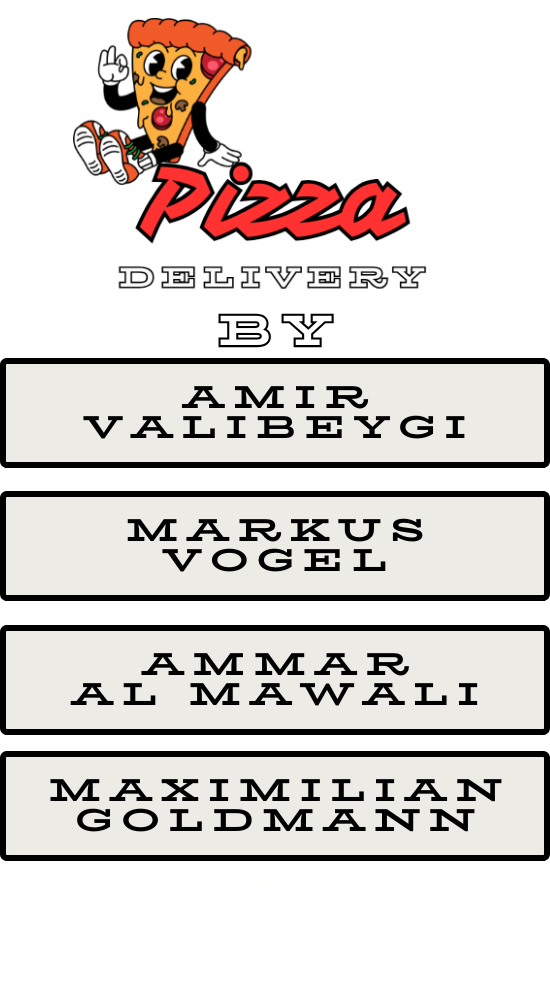 Pizza
DELIVERY
BY
AMIR
VALIBEYGI
MARKUS
VOGEL
AMMAR
AL MAWALI
MAXIMILIAN
GOLDMANN